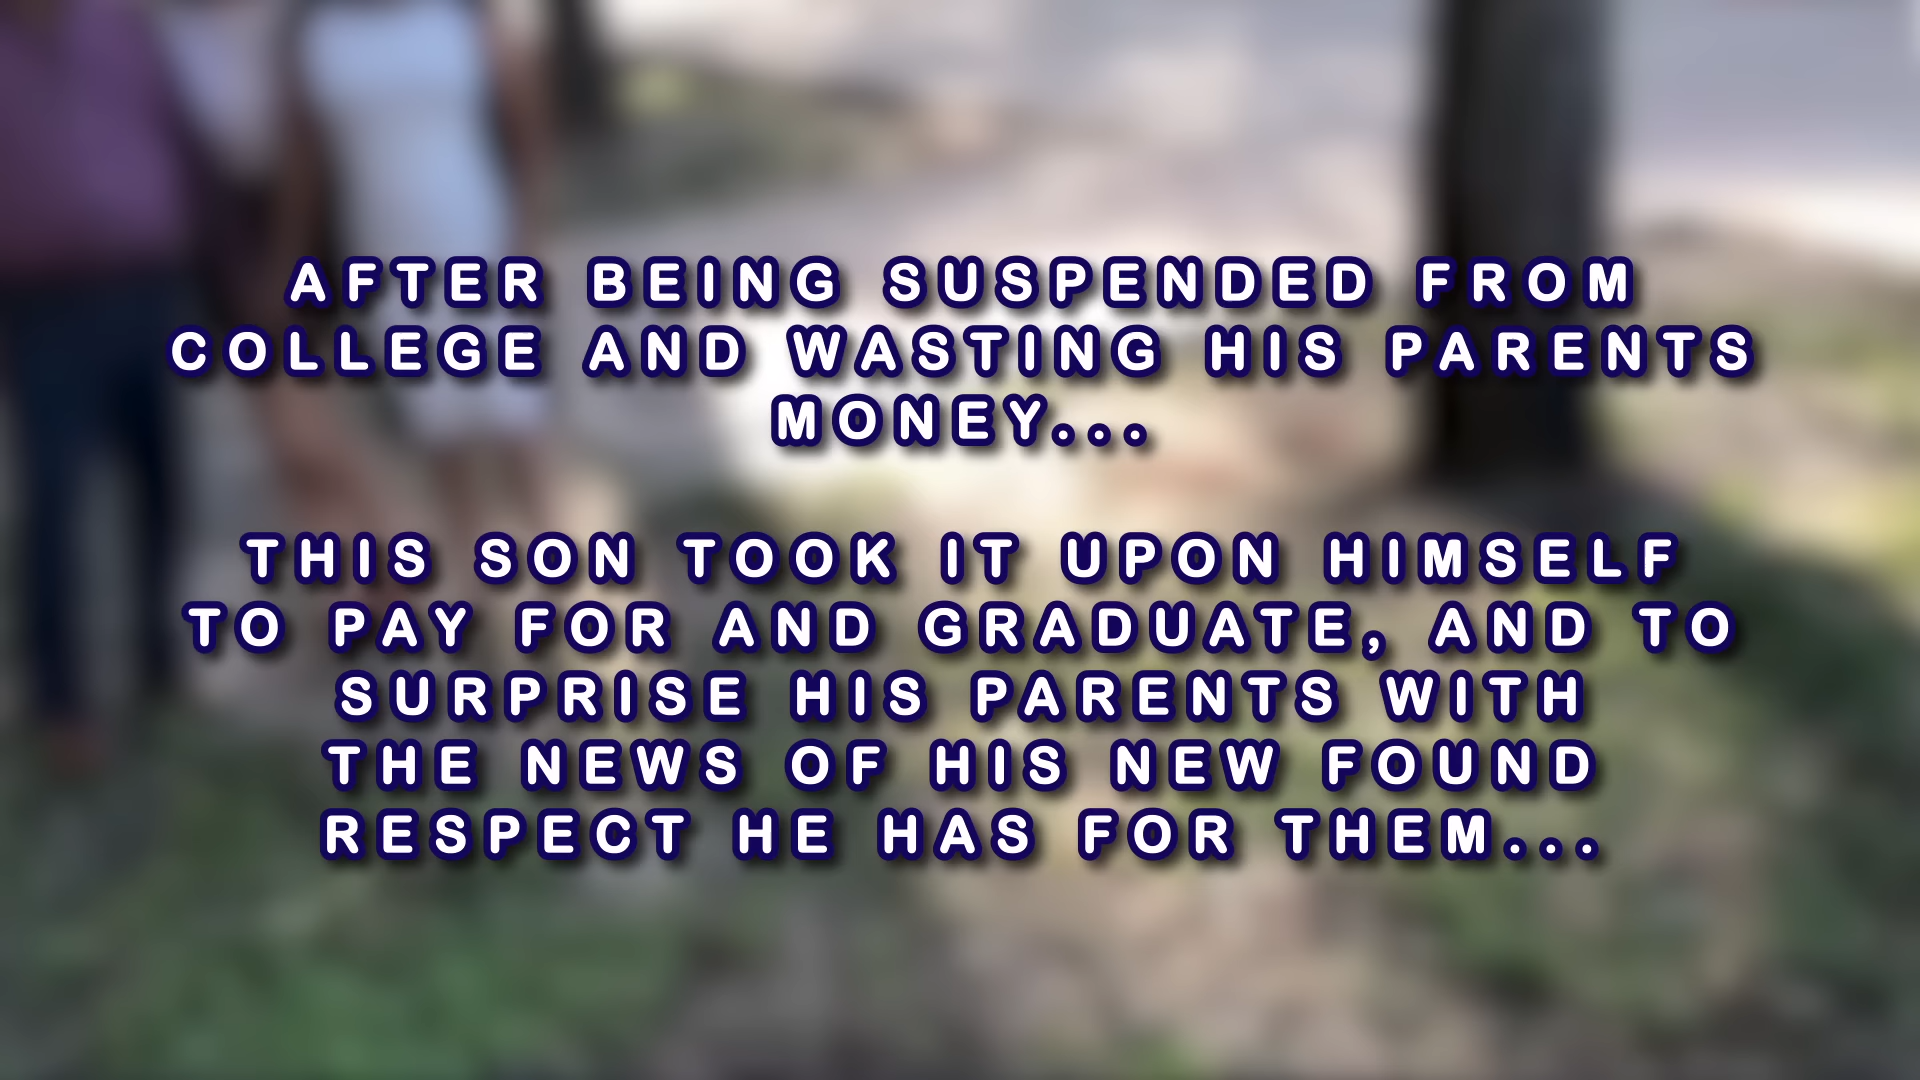 AFTER BEING SUSPENDED FROM
COLLEGE AND WASTING HIS PARENTS
MONEY...
THIS SON TOOK IT UPON HIMSELF
TO PAY FOR AND GRADUATE, AND TO
SURPRISE HIS PARENTS WITH
THE NEWS OF HIS NEW FOUND
RESPECT HE HAS FOR THEM...